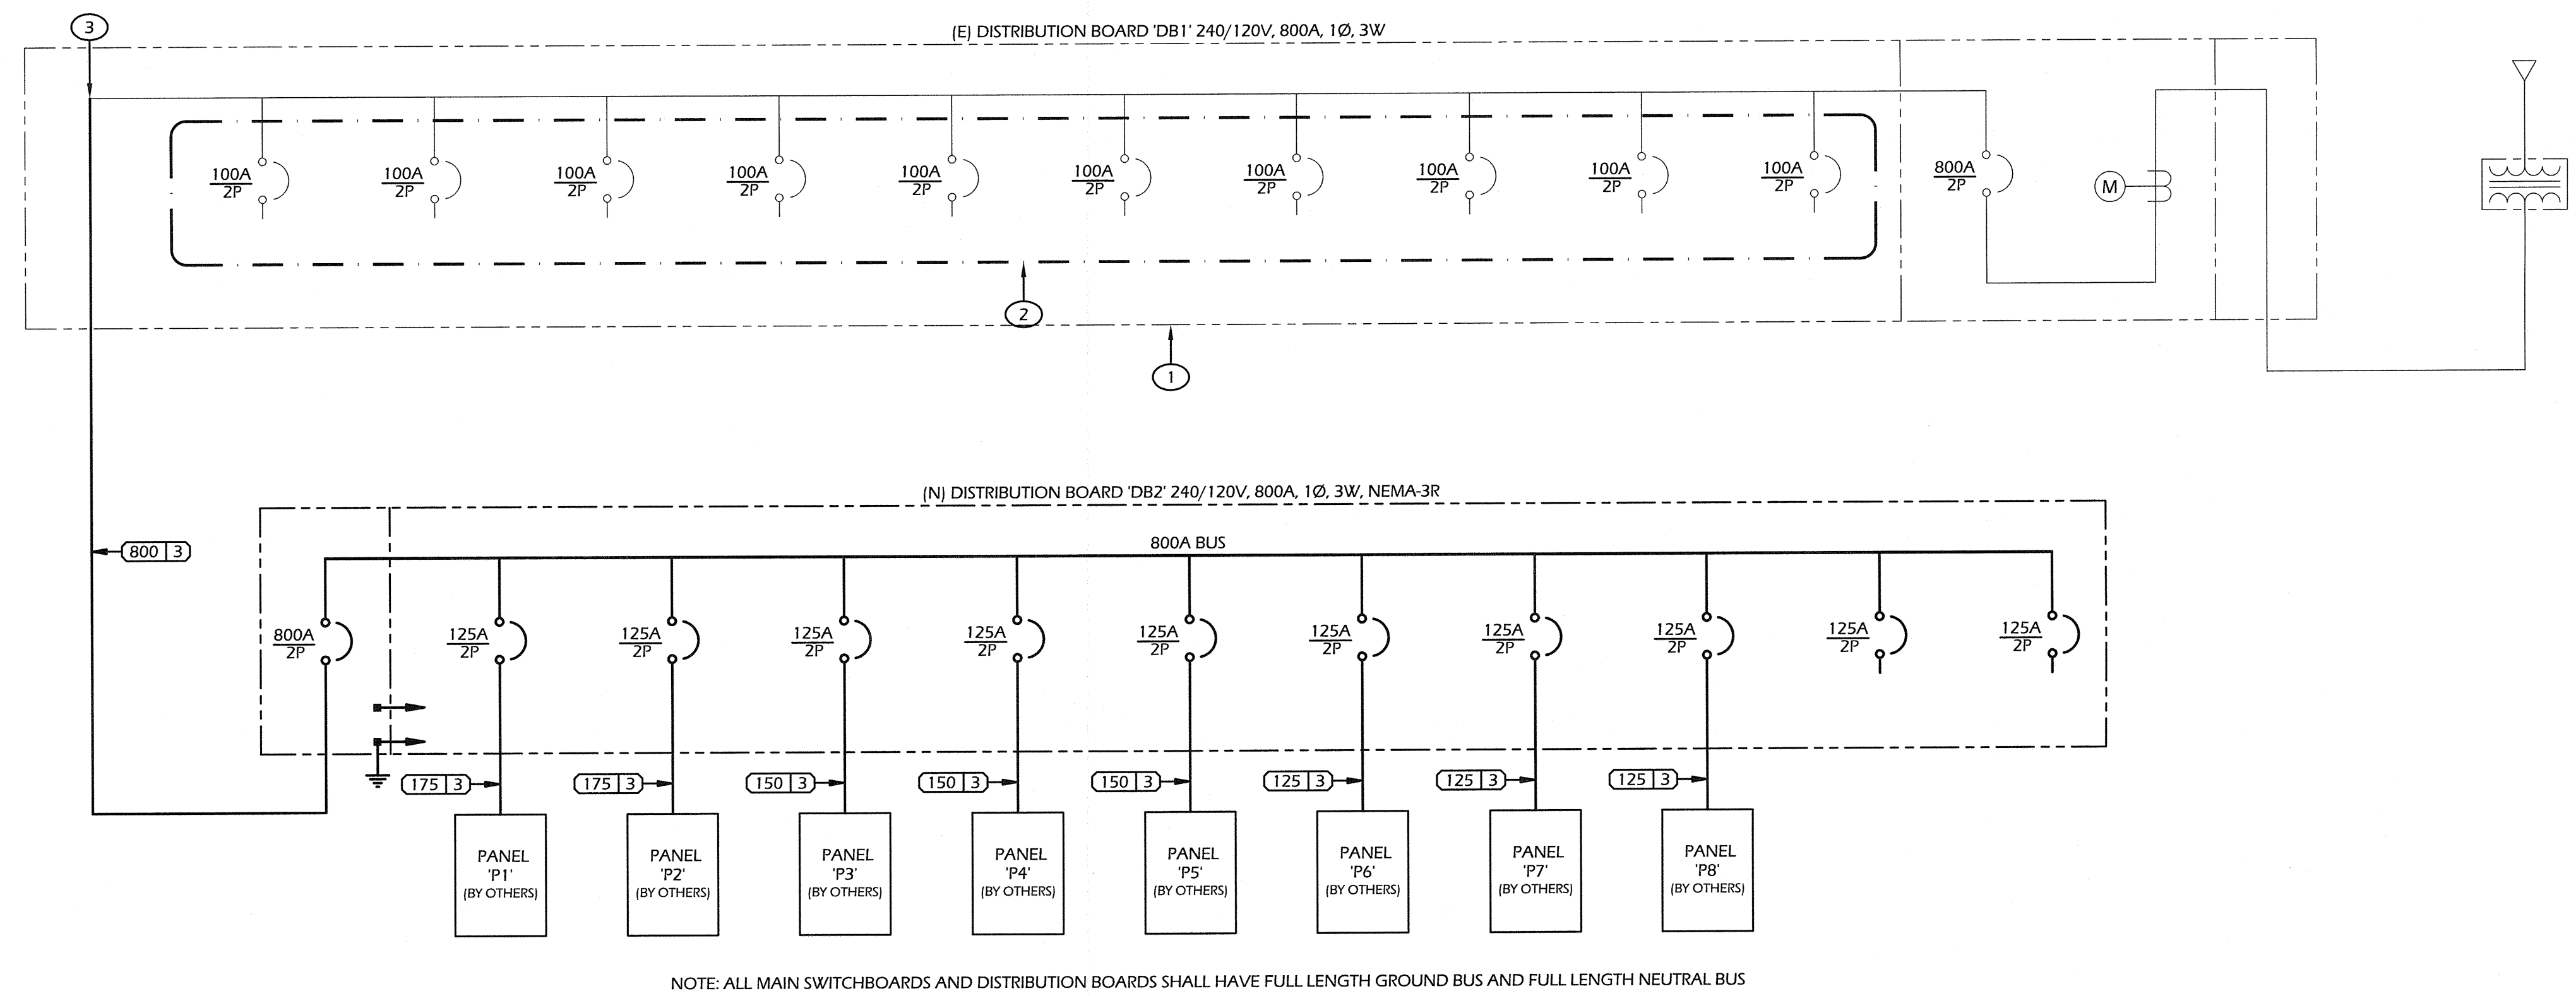 3
(E) DISTRIBUTION BOARD 'DB1' 240/120V, 800A, 1Ø, 3W
100A
2P
100A
2P
100A
2P
100A
2P
100A
2P
100A
2P
100A
2P
100A
2P
100A
2P
100A
2P
800A
2P
M
2
1
(N) DISTRIBUTION BOARD 'DB2' 240/120V, 800A, 1Ø, 3W, NEMA-3R
800 3
800A BUS
800A
2P
125A
2P
125A
2P
125A
2P
125A
2P
125A
2P
125A
2P
125A
2P
125A
2P
125A
2P
125A
2P
175 3
175 3
150 3
150 3
150 3
125 3
125 3
125 3
PANEL
'P1'
(BY OTHERS)
PANEL
'P2'
(BY OTHERS)
PANEL
'P3'
(BY OTHERS)
PANEL
'P4'
(BY OTHERS)
PANEL
'P5'
(BY OTHERS)
PANEL
'P6'
(BY OTHERS)
PANEL
'P7'
(BY OTHERS)
PANEL
'P8'
(BY OTHERS)
NOTE: ALL MAIN SWITCHBOARDS AND DISTRIBUTION BOARDS SHALL HAVE FULL LENGTH GROUND BUS AND FULL LENGTH NEUTRAL BUS